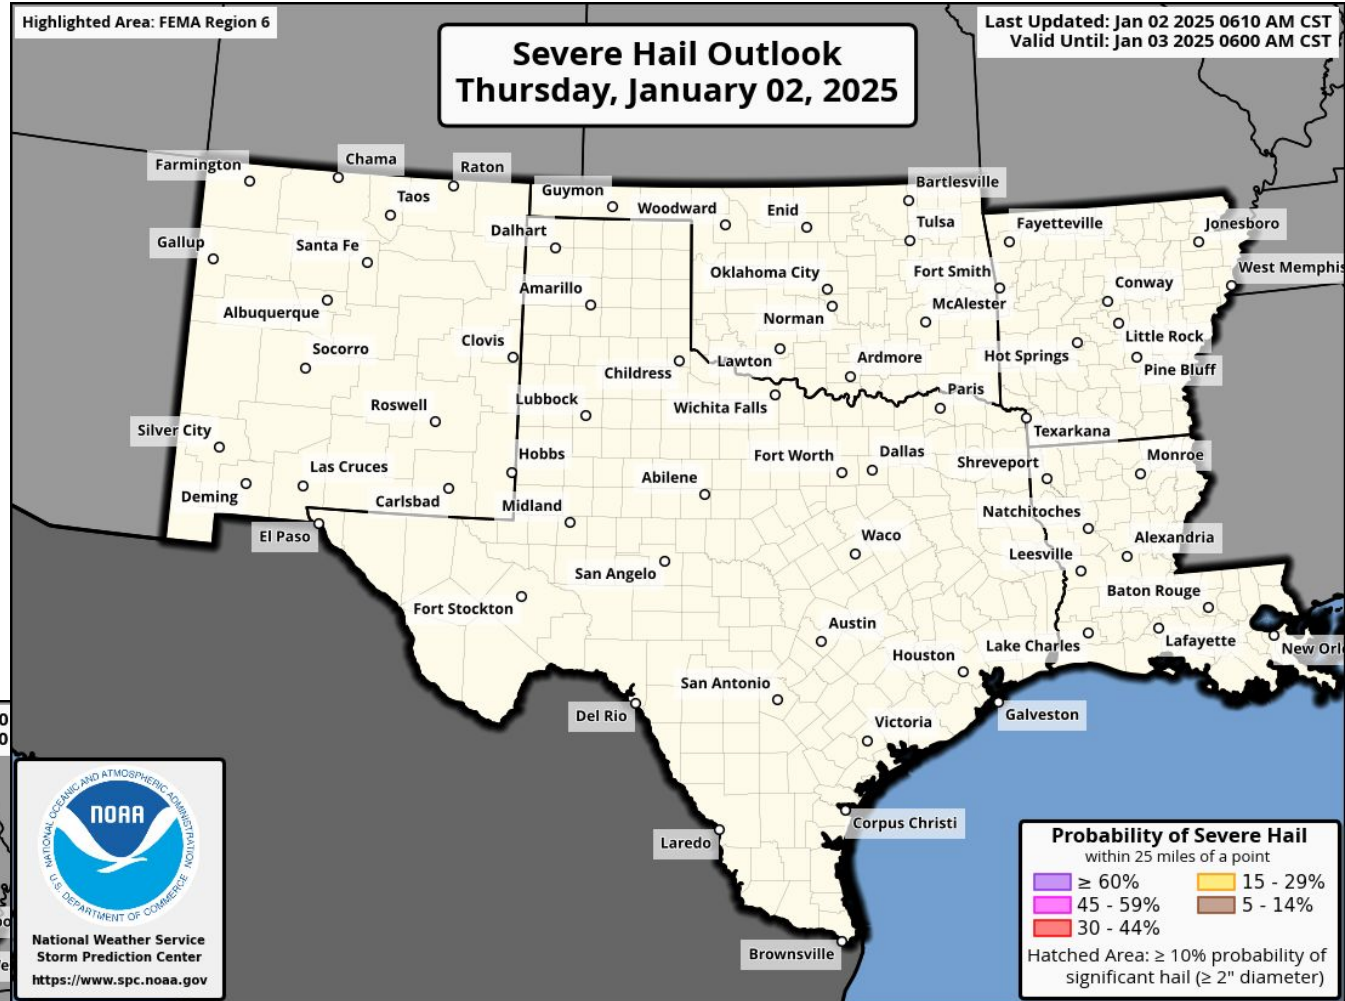 Highlighted Area: FEMA Region 6
Last Updated: Jan 02 2025 0610 AM CST
Valid Until: Jan 03 2025 0600 AM CST
Severe Hail Outlook
Thursday, January 02, 2025
Farmington
Chama
Raton
Taos
Guymon
Woodward
Enid
Bartlesville
Tulsa
Fayetteville
Jonesboro
Gallup
Santa Fe
Dalhart
Oklahoma City
Fort Smith
West Memphis
Amarillo
Conway
Albuquerque
Norman
McAlester
Little Rock
Socorro
Clovis
Childress
Lawton
Ardmore
Hot Springs
Pine Bluff
Roswell
Lubbock
Wichita Falls
Paris
Texarkana
Silver City
Las Cruces
Hobbs
Fort Worth
Dallas
Shreveport
Monroe
Deming
Carlsbad
Midland
Abilene
Natchitoches
El Paso
Waco
Leesville
Alexandria
San Angelo
Fort Stockton
Baton Rouge
Austin
Houston
Lake Charles
Lafayette
New Orl
San Antonio
Del Rio
Victoria
Galveston
Laredo
Corpus Christi
Brownsville
NATIONAL OCEANIC AND ATMOSPHERIC ADMINISTRATION
NOAA
U.S. DEPARTMENT OF COMMERCE
National Weather Service
Storm Prediction Center
https://www.spc.noaa.gov
Probability of Severe Hail
within 25 miles of a point
≥ 60%
15 - 29%
45 - 59%
5 - 14%
30 - 44%
Hatched Area: ≥ 10% probability of
significant hail (≥ 2" diameter)